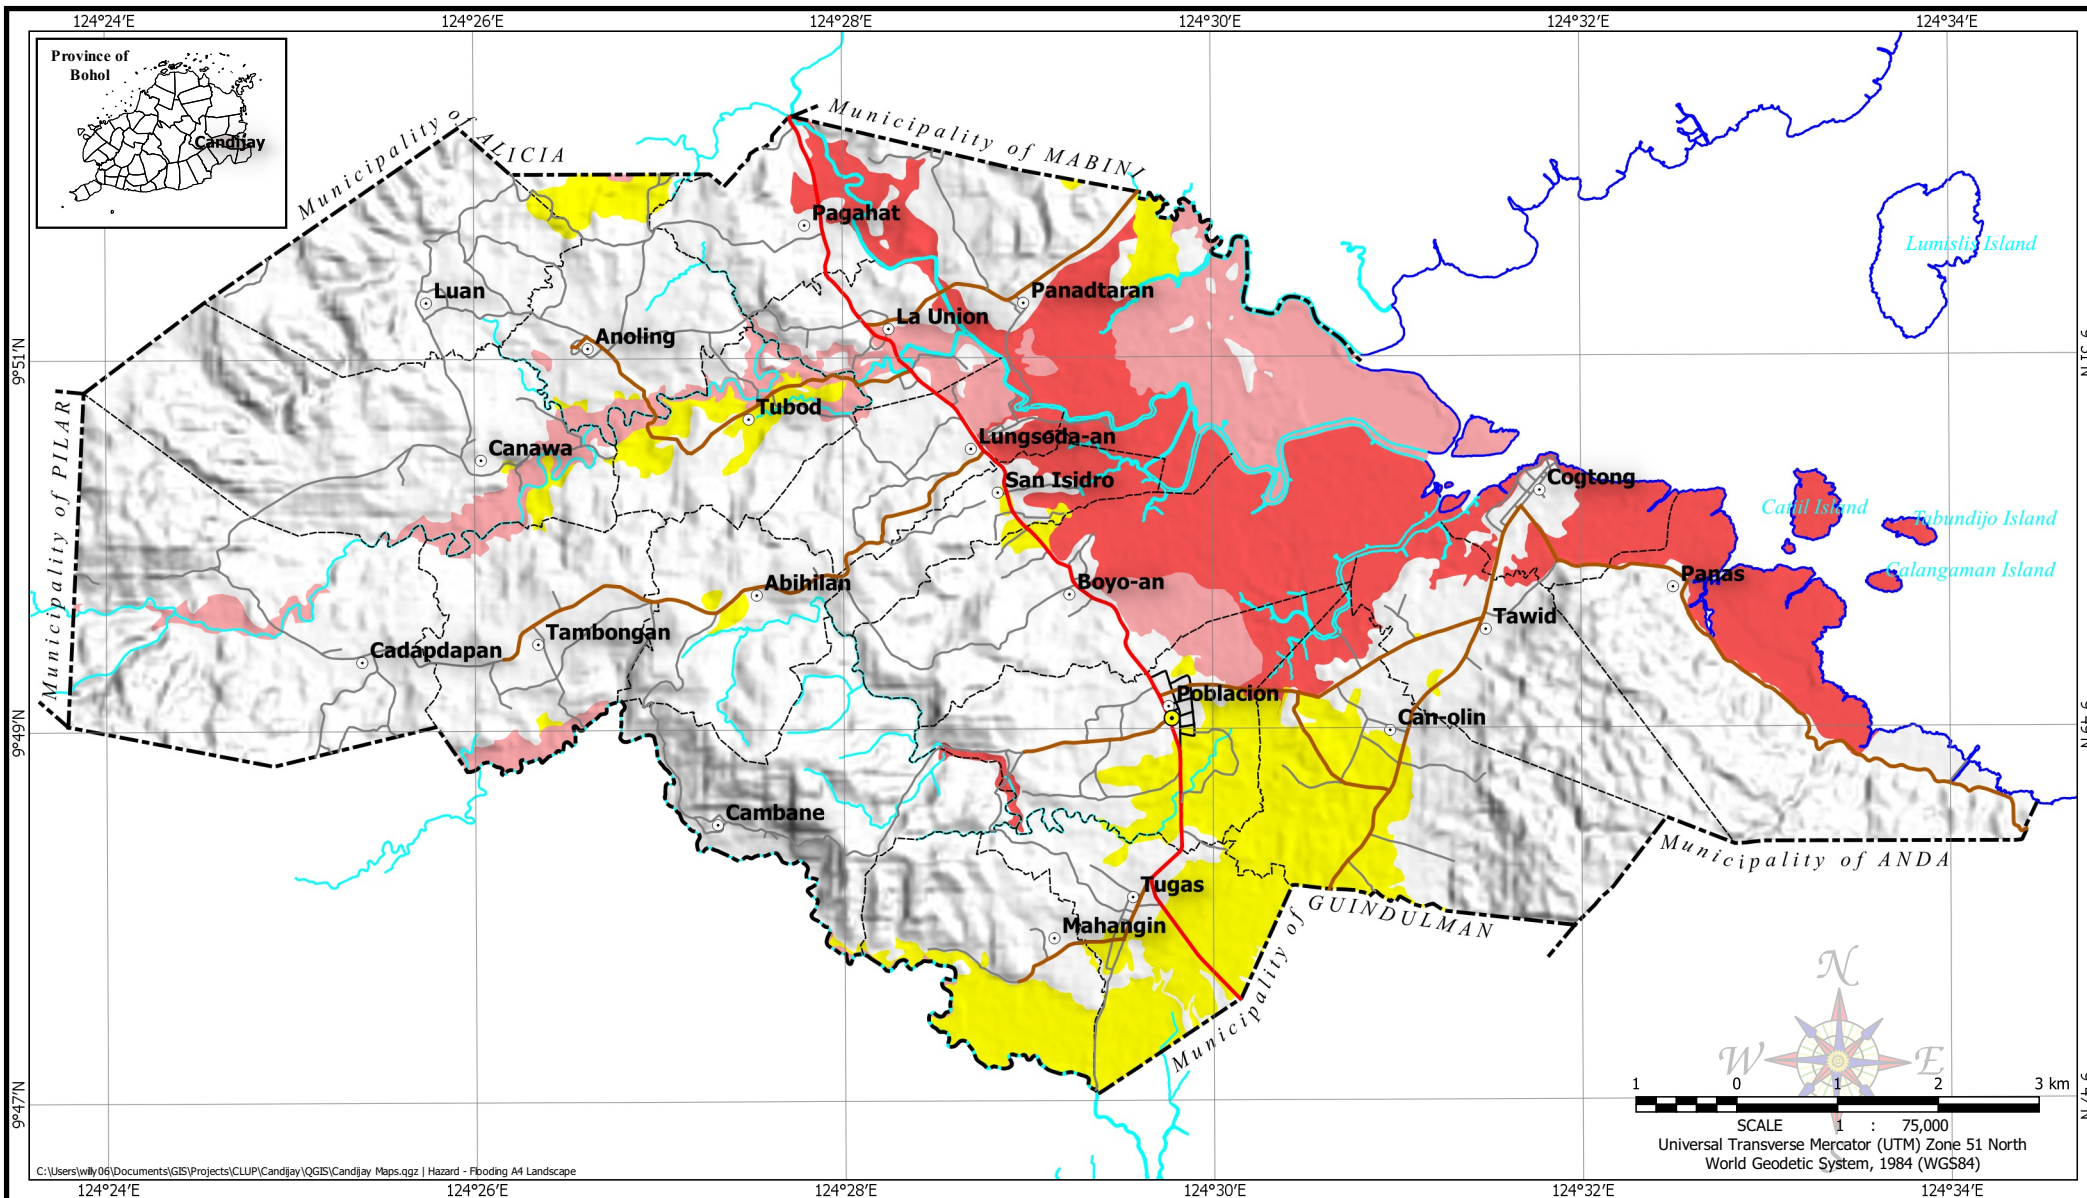 124°24′E 124°26′E 124°28′E 124°30′E 124°32′E 124°34′E
Province of
Bohol
Candijay
Municipality of ALICIA
Municipality of MABINI
Lumislis Island
Pagahat
Luan
Panadtaran
La Union
Anoling
9°51′N
9°51′N
Tubod
Lungsoda-an
Canawa
San Isidro
Cogtong
Catil Island
Tabundijo Island
Municipality of PILAR
Calangaman Island
Panas
Abihilan
Boyo-an
Tawid
Tambongan
Cadapdapan
Poblacion
Can-olin
9°49′N
9°49′N
Cambane
Municipality of ANDA
Tugas
Municipality of GUINDULMAN
Mahangin
N
W
E
S
1 0 1 2 3 km
9°47′N
9°47′N
SCALE 1 : 75,000
Universal Transverse Mercator (UTM) Zone 51 North
World Geodetic System, 1984 (WGS84)
C:\Users\willy06\Documents\GIS\Projects\CLUP\Candijay\QGIS\Candijay Maps.qgz | Hazard - Flooding A4 Landscape
124°24′E 124°26′E 124°28′E 124°30′E 124°32′E 124°34′E